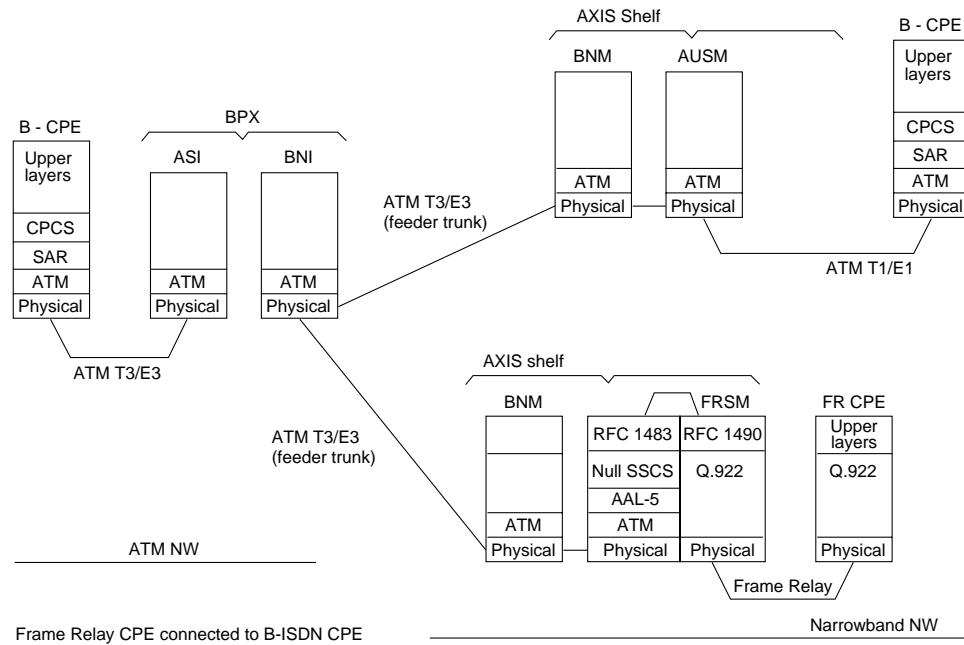 AXIS Shelf
BNM
AUSM
B - CPE
Upper
layers
CPCS
SAR
ATM
Physical
ATM
Physical
ATM
Physical
ATM T1/E1
BPX
B - CPE
ASI
BNI
Upper
layers
CPCS
SAR
ATM
Physical
ATM
Physical
ATM
Physical
ATM T3/E3
ATM T3/E3
(feeder trunk)
ATM T3/E3
(feeder trunk)
AXIS shelf
BNM
FRSM
FR CPE
RFC 1483
RFC 1490
Upper
layers
Null SSCS
Q.922
Q.922
AAL-5
ATM
ATM
Physical
Physical
Physical
Physical
Frame Relay
ATM NW
Narrowband NW
Frame Relay CPE connected to B-ISDN CPE